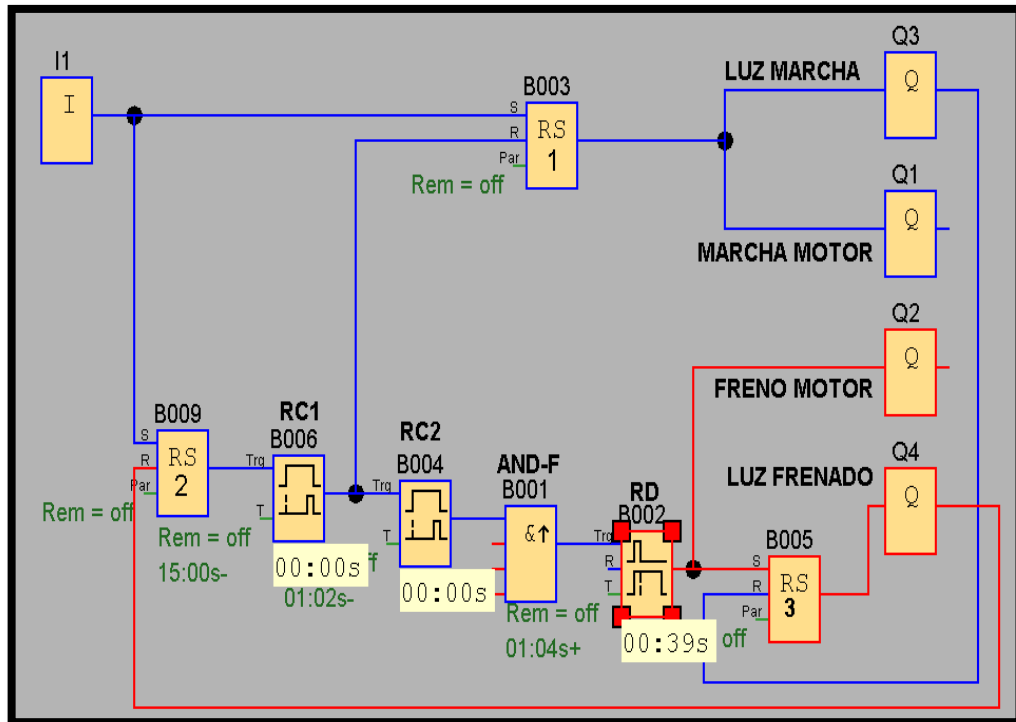 I1
I
B003
S
R
Par
RS
1
Rem = off
LUZ MARCHA
Q3
Q
Q1
Q
MARCHA MOTOR
Q2
Q
FRENO MOTOR
B009
S
R
Par
RS
2
Rem = off
RC1
B006
Trg
T
Rem = off
15:00s-
00:00s
RC2
B004
Trg
T
01:02s-
00:00s
AND-F
B001
&↑
Rem = off
01:04s+
RD
B002
Trg
R
T
00:39s
off
LUZ FRENADO
Q4
Q
B005
S
R
Par
RS
3